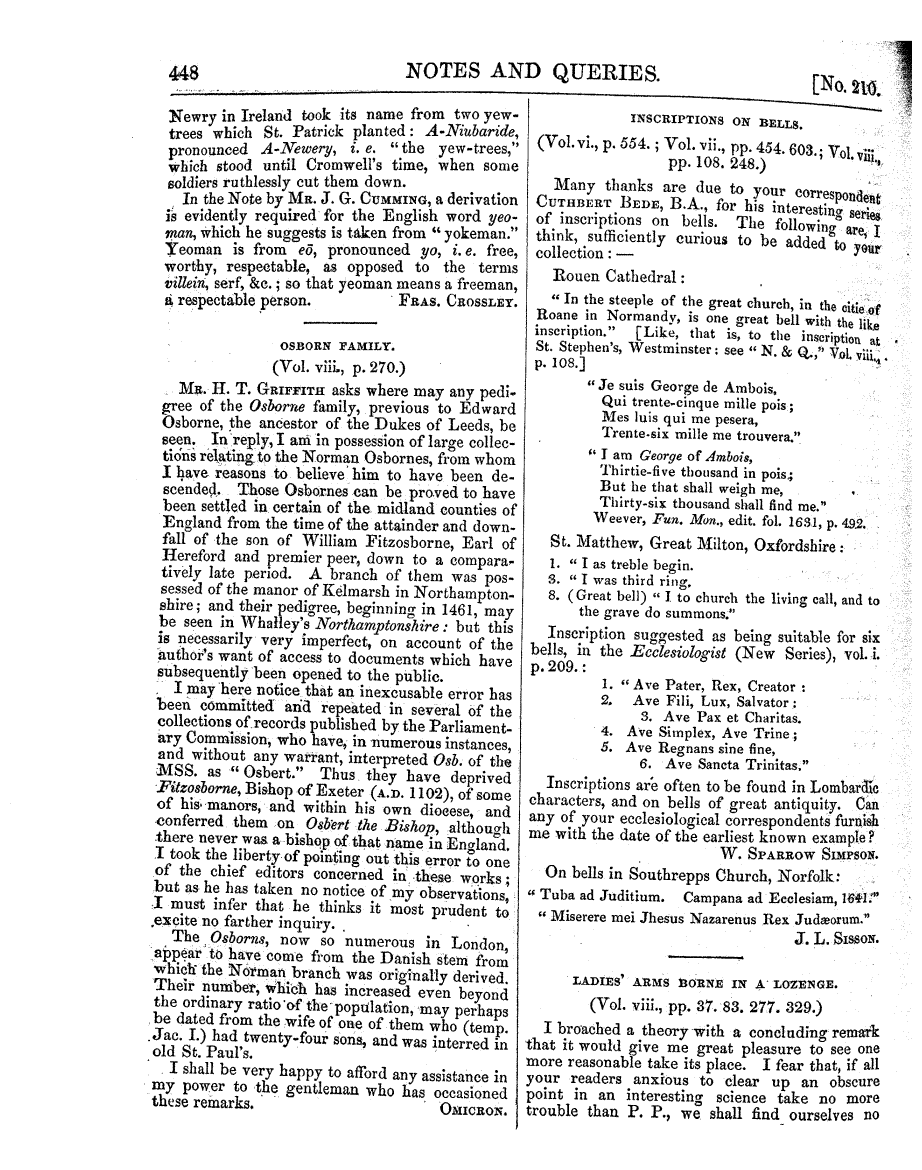 448
NOTES AND QUERIES.
[No. 210.
Newry in Ireland took its name from two yew-
trees which St. Patrick planted: A-Niubaride,
pronounced A-Newery, i. e. "the yew-trees,"
which stood until Cromwell's time, when some
soldiers ruthlessly cut them down.
In the Note by MR. J. G. CUMMING, a derivation
is evidently required for the English word yeo-
man, which he suggests is taken from "yokeman."
Yeoman is from eō, pronounced yo, i. e. free,
worthy, respectable, as opposed to the terms
villein, serf, &c.; so that yeoman means a freeman,
a respectable person. FRAS. CROSSLEY.
OSBORN FAMILY.
(Vol. viii., p. 270.)
MR. H. T. GRIFFITH asks where may any pedi-
gree of the Osborne family, previous to Edward
Osborne, the ancestor of the Dukes of Leeds, be
seen. In reply, I am in possession of large collec-
tions relating to the Norman Osbornes, from whom
I have reasons to believe him to have been de-
scended. Those Osbornes can be proved to have
been settled in certain of the midland counties of
England from the time of the attainder and down-
fall of the son of William Fitzosborne, Earl of
Hereford and premier peer, down to a compara-
tively late period. A branch of them was pos-
sessed of the manor of Kelmarsh in Northampton-
shire; and their pedigree, beginning in 1461, may
be seen in Whalley's Northamptonshire: but this
is necessarily very imperfect, on account of the
author's want of access to documents which have
subsequently been opened to the public.
I may here notice that an inexcusable error has
been committed and repeated in several of the
collections of records published by the Parliament-
ary Commission, who have, in numerous instances,
and without any warrant, interpreted Osb. of the
MSS. as "Osbert." Thus they have deprived
Fitzosborne, Bishop of Exeter (A.D. 1102), of some
of his manors, and within his own diocese, and
conferred them on Osbert the Bishop, although
there never was a bishop of that name in England.
I took the liberty of pointing out this error to one
of the chief editors concerned in these works;
but as he has taken no notice of my observations,
I must infer that he thinks it most prudent to
excite no farther inquiry.
The Osborns, now so numerous in London,
appear to have come from the Danish stem from
which the Norman branch was originally derived.
Their number, which has increased even beyond
the ordinary ratio of the population, may perhaps
be dated from the wife of one of them who (temp.
Jac. I.) had twenty-four sons, and was interred in
old St. Paul's.
I shall be very happy to afford any assistance in
my power to the gentleman who has occasioned
these remarks. OMICRON.
INSCRIPTIONS ON BELLS.
(Vol. vi., p. 554.; Vol. vii., pp. 454. 603.; Vol. viii.,
pp. 108. 248.)
Many thanks are due to your correspondent
CUTHBERT BEDE, B.A., for his interesting series
of inscriptions on bells. The following are, I
think, sufficiently curious to be added to your
collection: —
Rouen Cathedral:
"In the steeple of the great church, in the citie of
Roane in Normandy, is one great bell with the like
inscription." [Like, that is, to the inscription at
St. Stephen's, Westminster: see "N. & Q.," Vol. viii.,
p. 108.]
"Je suis George de Ambois,
Qui trente-cinque mille pois;
Mes luis qui me pesera,
Trente-six mille me trouvera."
"I am George of Ambois,
Thirtie-five thousand in pois;
But he that shall weigh me,
Thirty-six thousand shall find me."
Weever, Fun. Mon., edit. fol. 1631, p. 492.
St. Matthew, Great Milton, Oxfordshire:
1. "I as treble begin.
3. "I was third ring.
8. (Great bell) "I to church the living call, and to
the grave do summons."
Inscription suggested as being suitable for six
bells, in the Ecclesiologist (New Series), vol. i.
p. 209.:
1. "Ave Pater, Rex, Creator:
2. Ave Fili, Lux, Salvator:
3. Ave Pax et Charitas.
4. Ave Simplex, Ave Trine;
5. Ave Regnans sine fine,
6. Ave Sancta Trinitas."
Inscriptions are often to be found in Lombardic
characters, and on bells of great antiquity. Can
any of your ecclesiological correspondents furnish
me with the date of the earliest known example?
W. SPARROW SIMPSON.
On bells in Southrepps Church, Norfolk:
"Tuba ad Juditium. Campana ad Ecclesiam, 1641."
"Miserere mei Jhesus Nazarenus Rex Judæorum."
J. L. SISSON.
LADIES' ARMS BORNE IN A LOZENGE.
(Vol. viii., pp. 37. 83. 277. 329.)
I broached a theory with a concluding remark
that it would give me great pleasure to see one
more reasonable take its place. I fear that, if all
your readers anxious to clear up an obscure
point in an interesting science take no more
trouble than P. P., we shall find ourselves no